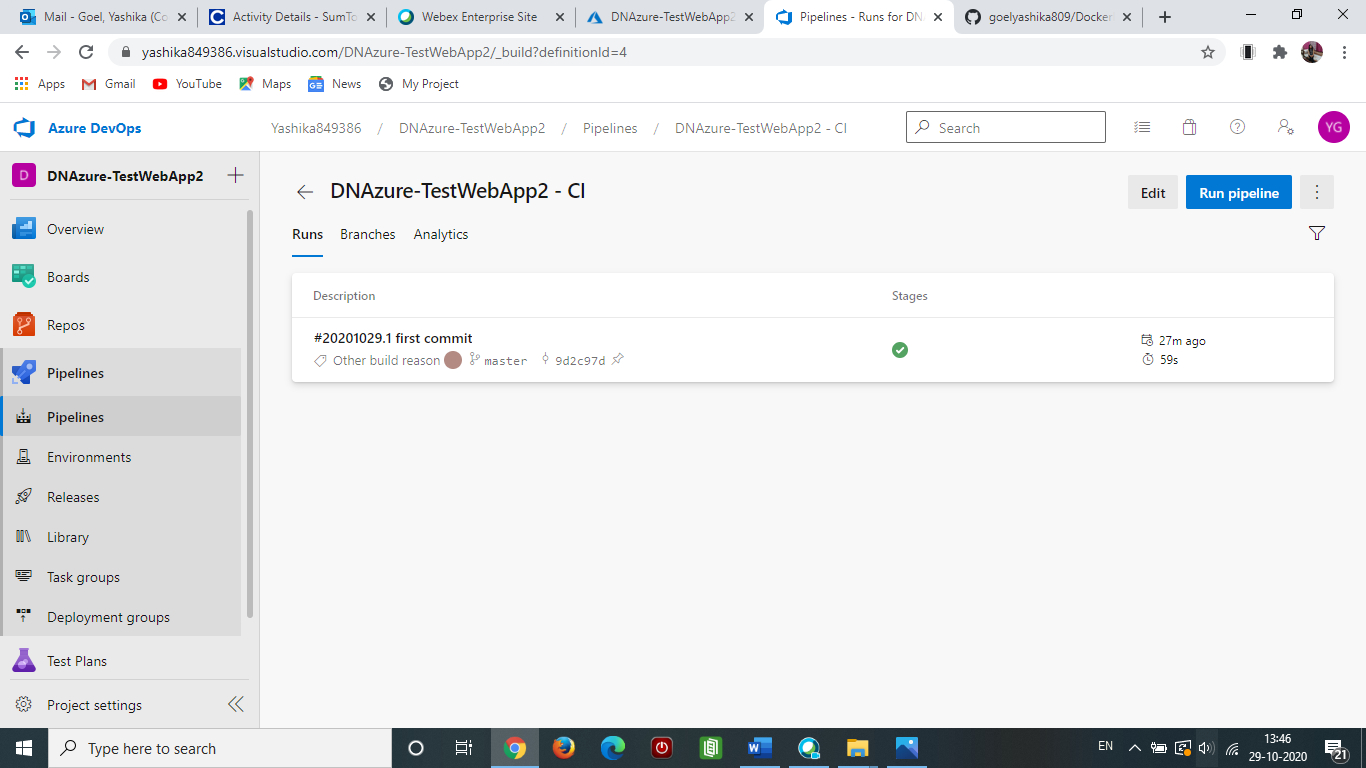 Mail - Goel, Yashika (Co
Activity Details - SumTo
Webex Enterprise Site
DNAzure-TestWebApp2
Pipelines - Runs for DN
goelyashika809/Docker
yashika849386.visualstudio.com/DNAzure-TestWebApp2/_build?definitionId=4
Apps Gmail YouTube Maps News My Project
Azure DevOps
Yashika849386 / DNAzure-TestWebApp2 / Pipelines / DNAzure-TestWebApp2 - CI
Search
YG
D DNAzure-TestWebApp2
Overview
Boards
Repos
Pipelines
Pipelines
Environments
Releases
Library
Task groups
Deployment groups
Test Plans
Project settings
DNAzure-TestWebApp2 - CI
Edit
Run pipeline
Runs Branches Analytics
Description Stages
#20201029.1 first commit
Other build reason master 9d2c97d
27m ago
59s
Type here to search
EN
13:46
29-10-2020
21